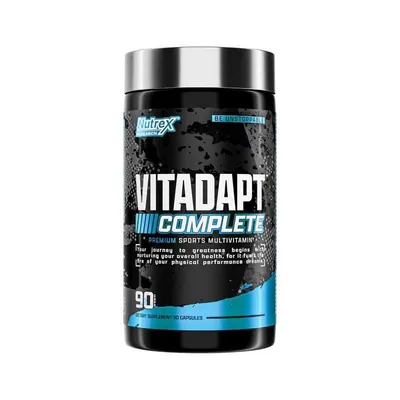 Nutrex
RESEARCH
BE UNSTOPPABLE
VITADAPT
COMPLETE
PREMIUM SPORTS MULTIVITAMIN
Your journey to greatness begins with
nurturing your overall health, for it fuels the
of your physical performance dreams
90
DIETARY SUPPLEMENT 90 CAPSULES